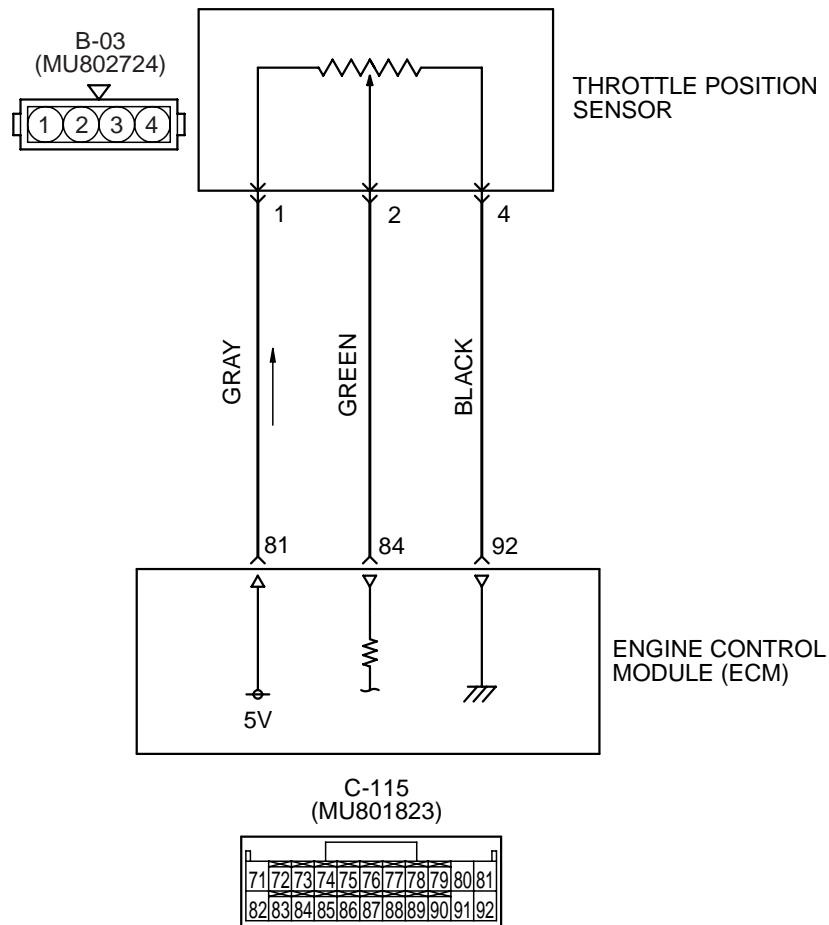 B-03
(MU802724)
1 2 3 4
THROTTLE POSITION
SENSOR
1 2 4
GRAY
GREEN
BLACK
81 84 92
5V
ENGINE CONTROL
MODULE (ECM)
C-115
(MU801823)
71 72 73 74 75 76 77 78 79 80 81
82 83 84 85 86 87 88 89 90 91 92